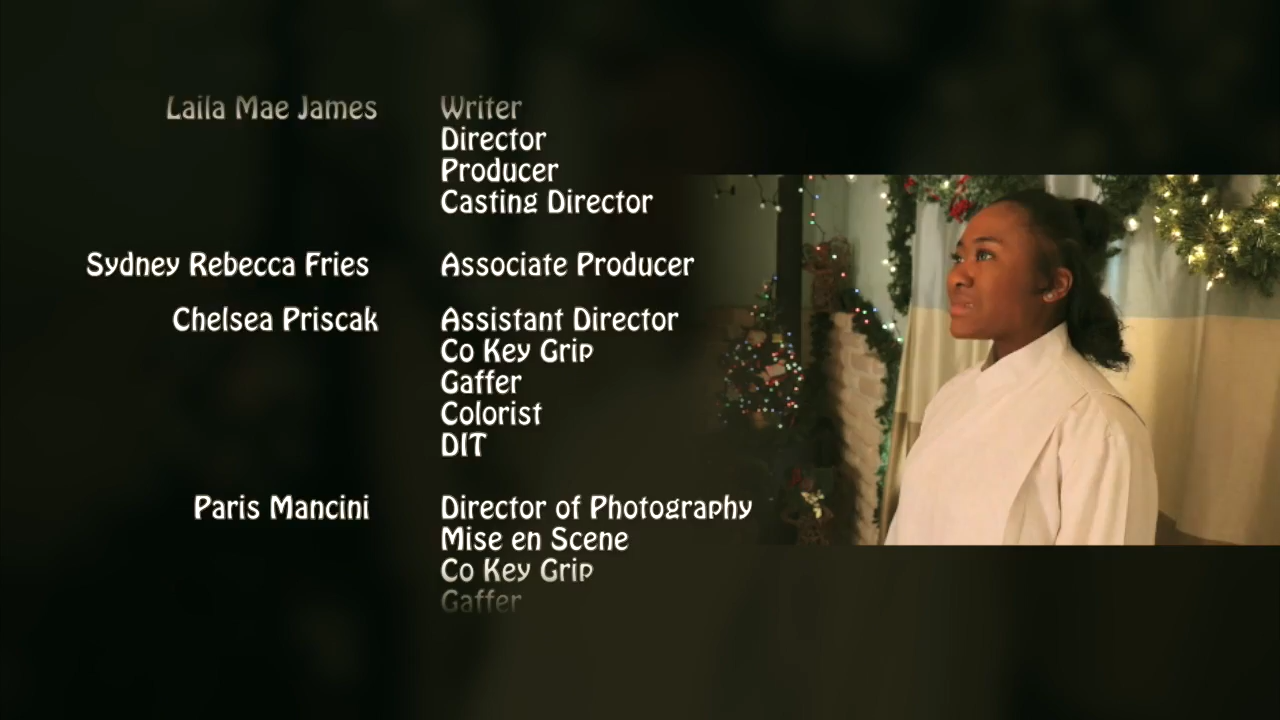 Laila Mae James Writer
Director
Producer
Casting Director
Sydney Rebecca Fries Associate Producer
Chelsea Priscak Assistant Director
Co Key Grip
Gaffer
Colorist
DIT
Paris Mancini Director of Photography
Mise en Scene
Co Key Grip
Gaffer